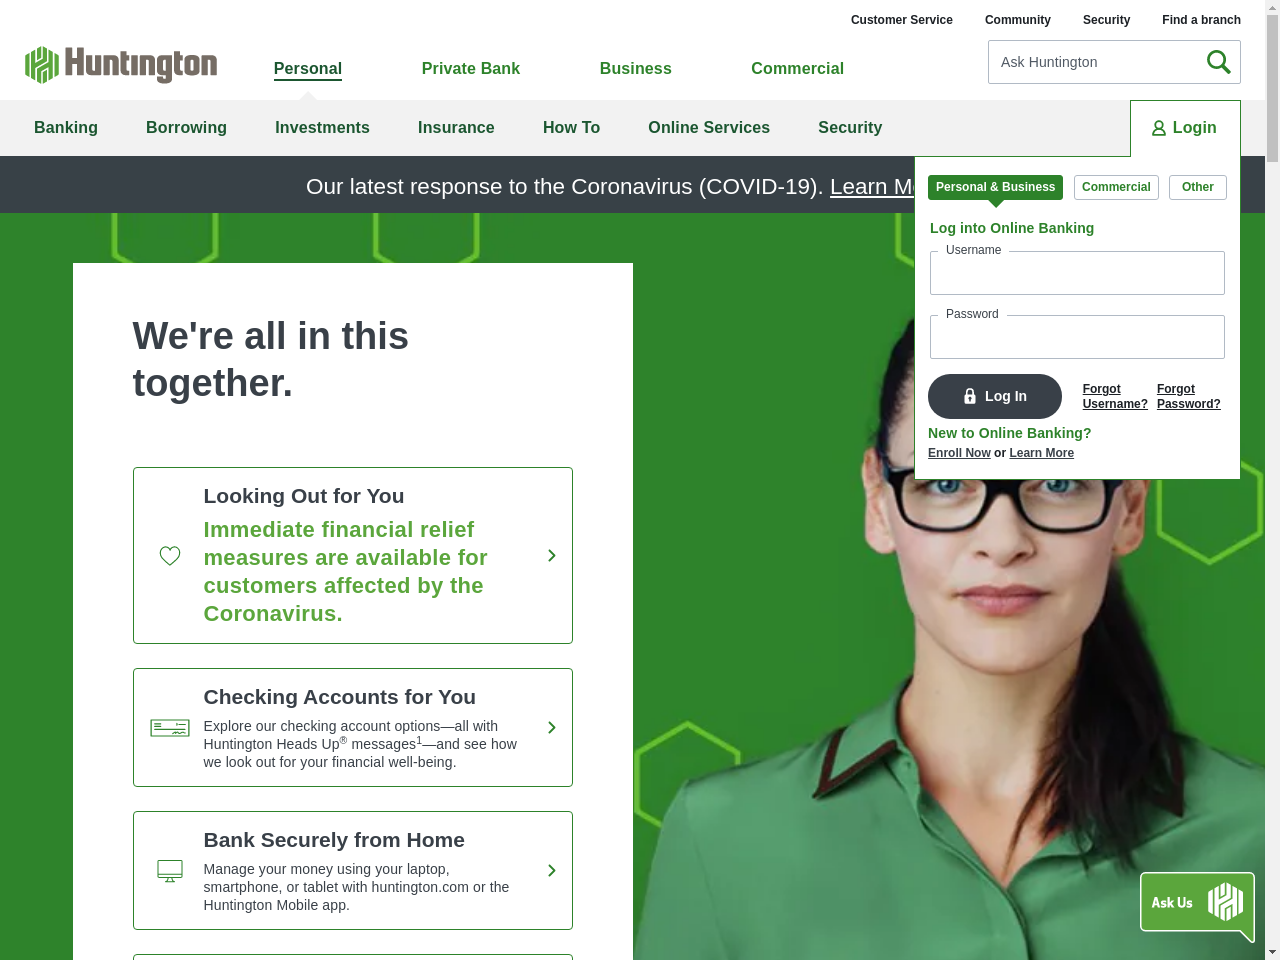 Customer Service Community Security Find a branch
Huntington
Personal Private Bank Business Commercial
Ask Huntington
Banking Borrowing Investments Insurance How To Online Services Security
Login
Our latest response to the Coronavirus (COVID-19). Learn Mo
Personal & Business Commercial Other
Log into Online Banking
Username
Password
Log In
Forgot Username?
Forgot Password?
New to Online Banking?
Enroll Now or Learn More
We're all in this
together.
Looking Out for You
Immediate financial relief
measures are available for
customers affected by the
Coronavirus.
Checking Accounts for You
Explore our checking account options—all with
Huntington Heads Up® messages1—and see how
we look out for your financial well-being.
Bank Securely from Home
Manage your money using your laptop,
smartphone, or tablet with huntington.com or the
Huntington Mobile app.
Ask Us